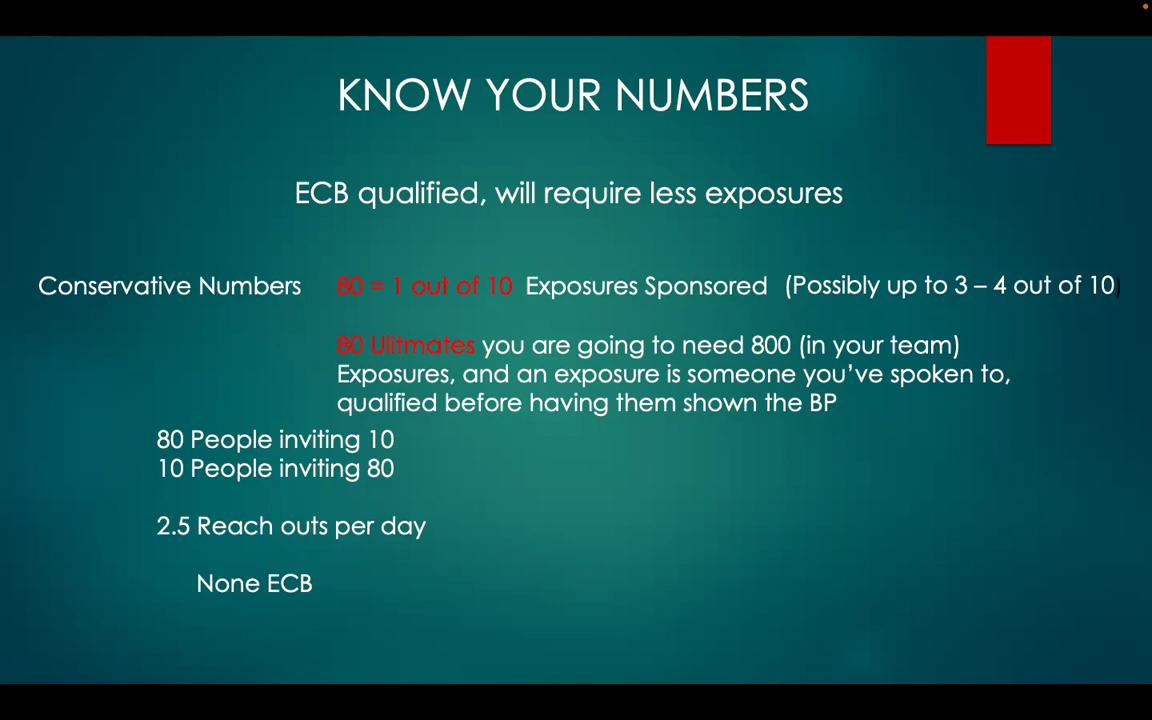 KNOW YOUR NUMBERS
ECB qualified, will require less exposures
Conservative Numbers 80 = 1 out of 10 Exposures Sponsored (Possibly up to 3 – 4 out of 10)
80 Ulitmates you are going to need 800 (in your team)
Exposures, and an exposure is someone you've spoken to,
qualified before having them shown the BP
80 People inviting 10
10 People inviting 80
2.5 Reach outs per day
None ECB